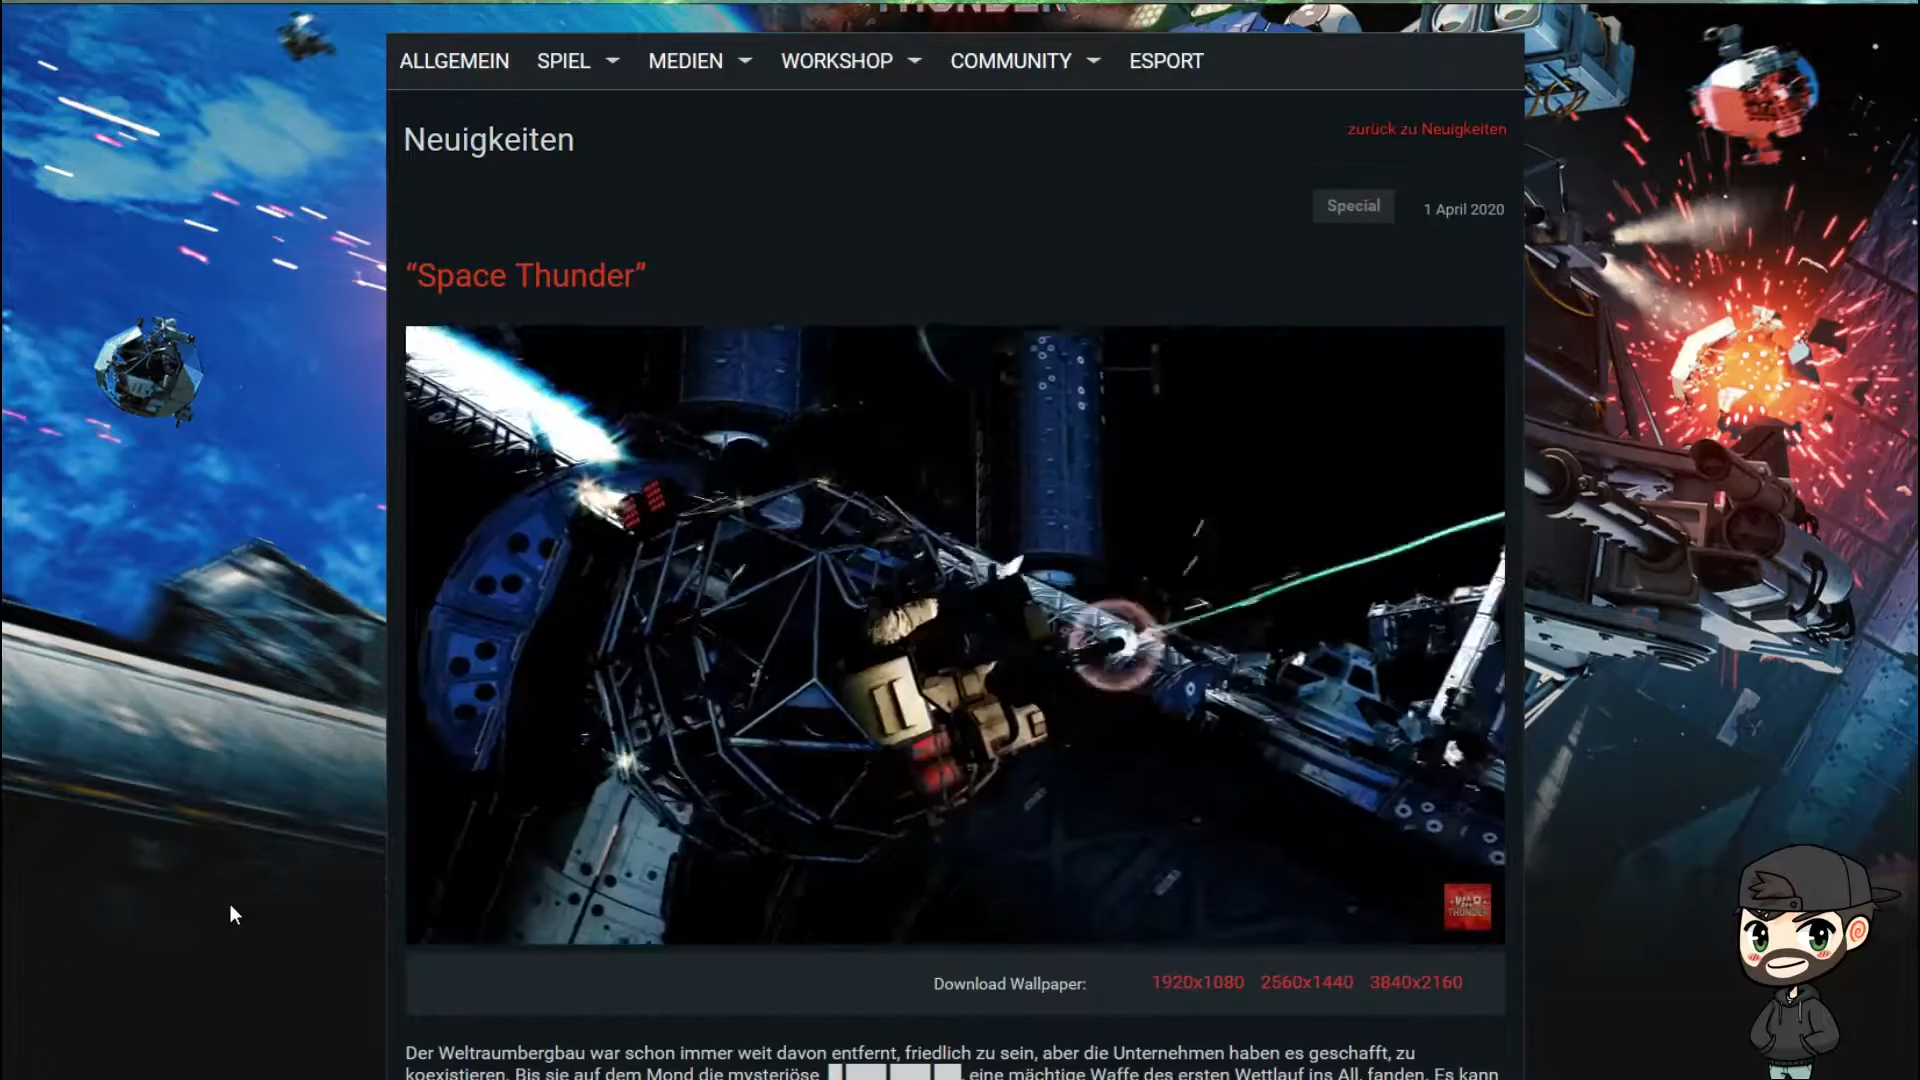 THUNDER
ALLGEMEIN SPIEL MEDIEN WORKSHOP COMMUNITY ESPORT
Neuigkeiten
zurück zu Neuigkeiten
Special
1 April 2020
“Space Thunder”
WAR
THUNDER
Download Wallpaper: 1920x1080 2560x1440 3840x2160
Der Weltraumbergbau war schon immer weit davon entfernt, friedlich zu sein, aber die Unternehmen haben es geschafft, zu
koexistieren. Bis sie auf dem Mond die mysteriöse █ ███ ███ ██, eine mächtige Waffe des ersten Wettlauf ins All, fanden. Es kann